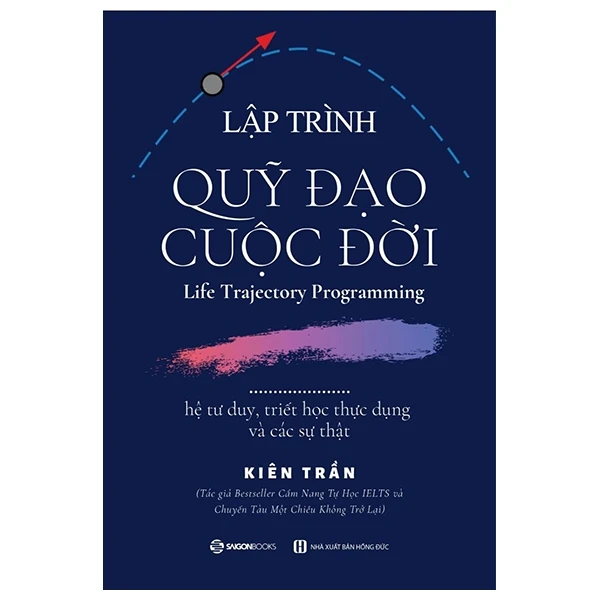 LẬP TRÌNH
QUỸ ĐẠO
CUỘC ĐỜI
Life Trajectory Programming
hệ tư duy, triết học thực dụng
và các sự thật
KIÊN TRẦN
(Tác giả Bestseller Cẩm Nang Tự Học IELTS và
Chuyến Tàu Một Chiều Không Trở Lại)
SAIGONBOOKS NHÀ XUẤT BẢN HỒNG ĐỨC